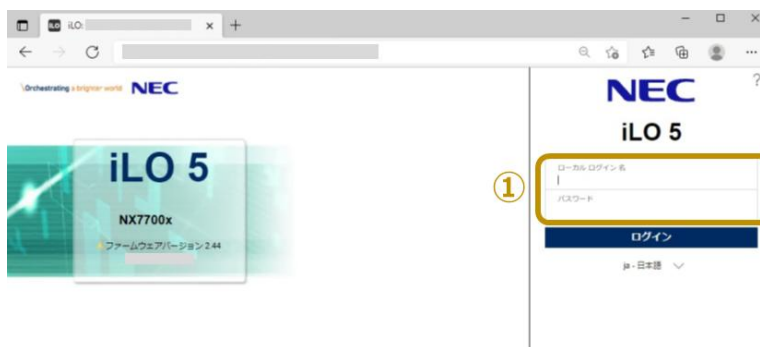 iLO iLO:
\Orchestrating a brighter world NEC
iLO 5
NX7700x
ファームウェアバージョン 2.44
NEC
?
iLO 5
①
ローカル ログイン名
パスワード
ログイン
ja - 日本語